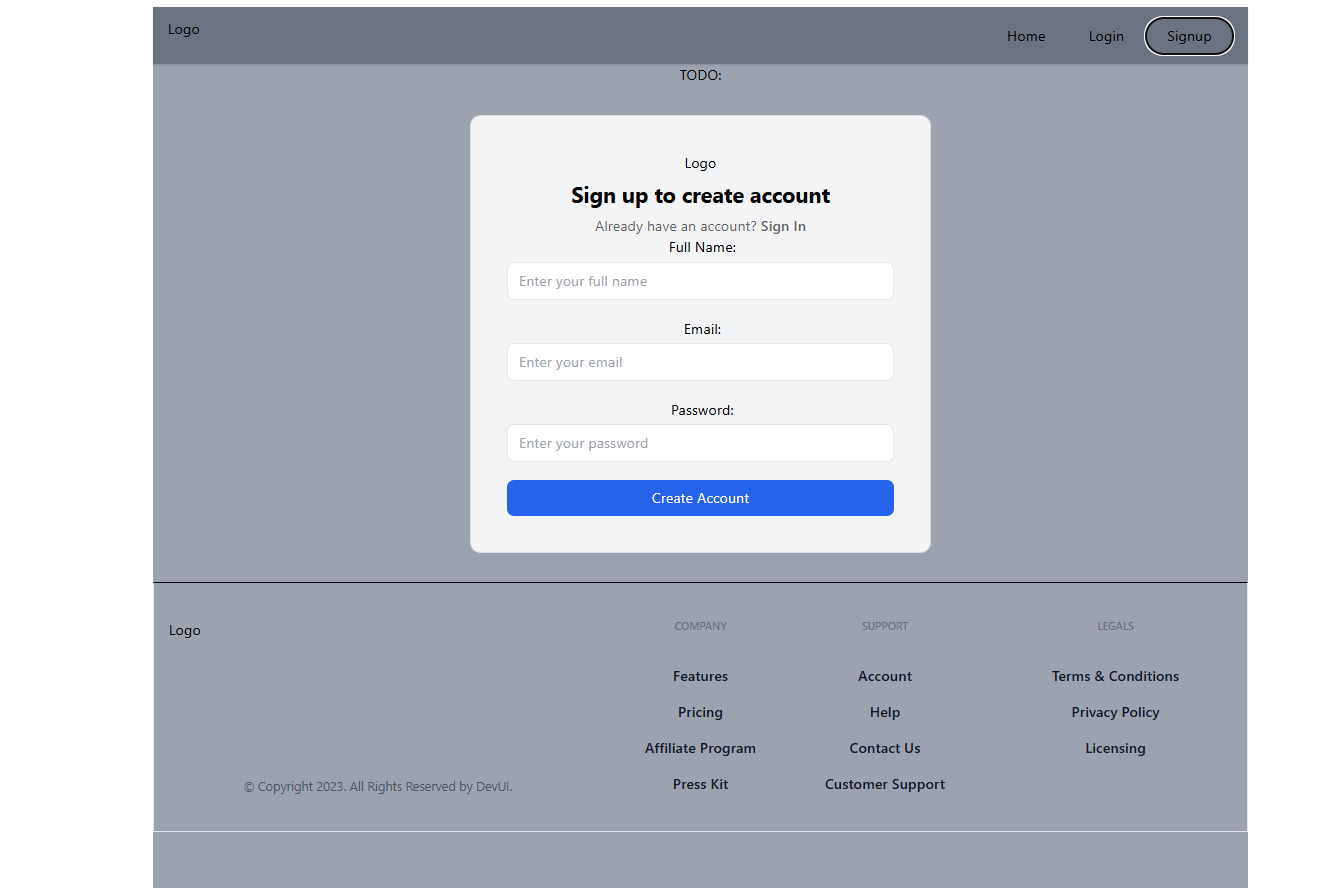 Logo
Home Login Signup
TODO:
Logo
Sign up to create account
Already have an account? Sign In
Full Name:
Enter your full name
Email:
Enter your email
Password:
Enter your password
Create Account
Logo
© Copyright 2023. All Rights Reserved by DevUI.
COMPANY
Features
Pricing
Affiliate Program
Press Kit
SUPPORT
Account
Help
Contact Us
Customer Support
LEGALS
Terms & Conditions
Privacy Policy
Licensing